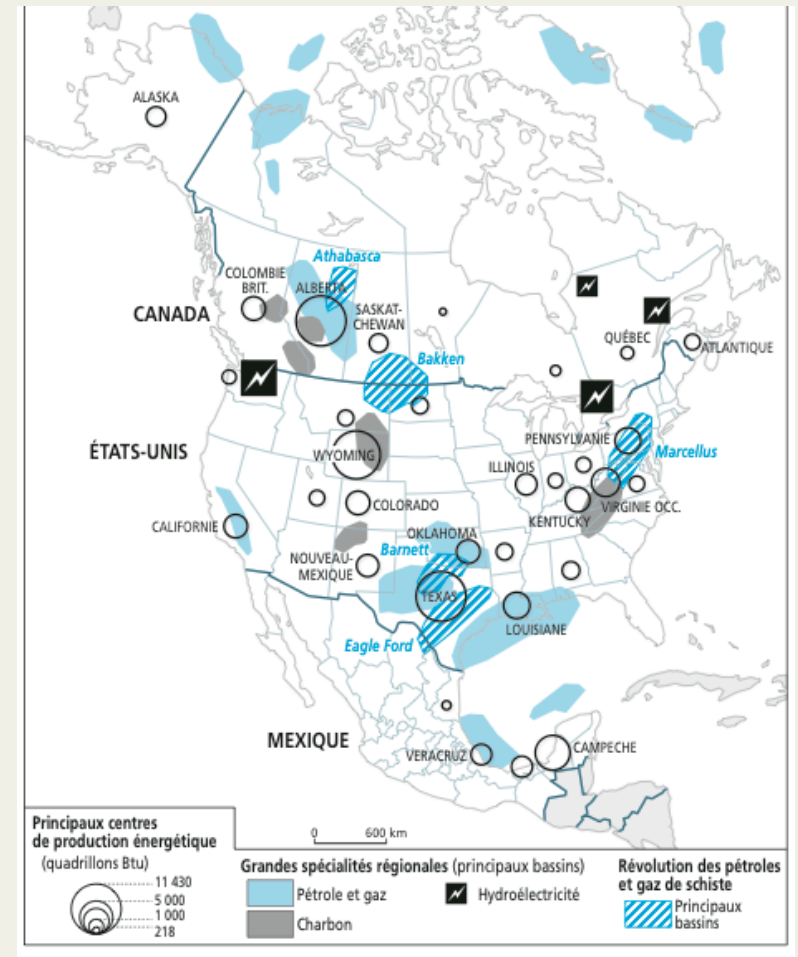 ALASKA
Athabasca
COLOMBIE
BRIT.
ALBERTA
CANADA
SASKAT-
CHEWAN
QUÉBEC
ATLANTIQUE
Bakken
PENNSYLVANIE
ÉTATS-UNIS
WYOMING
ILLINOIS
Marcellus
COLORADO
KENTUCKY
VIRGINIE OCC.
CALIFORNIE
OKLAHOMA
Barnett
NOUVEAU-
MEXIQUE
TEXAS
LOUISIANE
Eagle Ford
MEXIQUE
VERACRUZ
CAMPECHE
Principaux centres
de production énergétique
(quadrillons Btu)
11 430
5 000
1 000
218
0 600 km
Grandes spécialités régionales (principaux bassins)
Pétrole et gaz
Hydroélectricité
Charbon
Révolution des pétroles
et gaz de schiste
Principaux
bassins